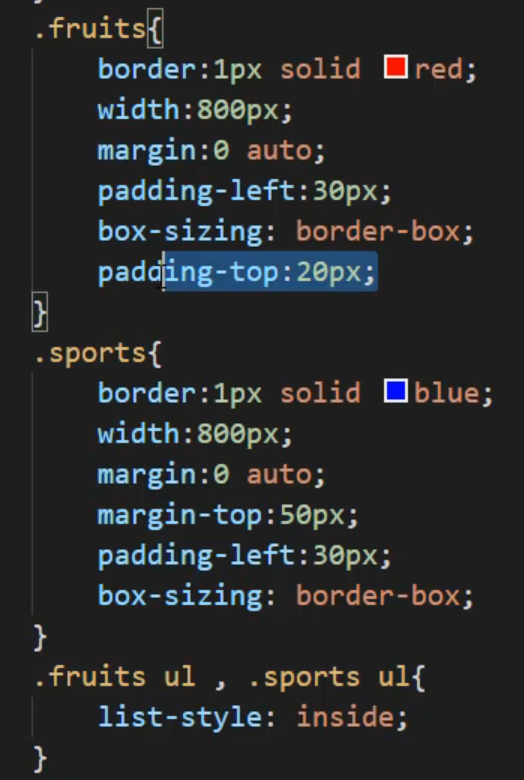 .fruits{
border:1px solid red;
width:800px;
margin:0 auto;
padding-left:30px;
box-sizing: border-box;
padding-top:20px;
}
.sports{
border:1px solid blue;
width:800px;
margin:0 auto;
margin-top:50px;
padding-left:30px;
box-sizing: border-box;
}
.fruits ul , .sports ul{
list-style: inside;
}